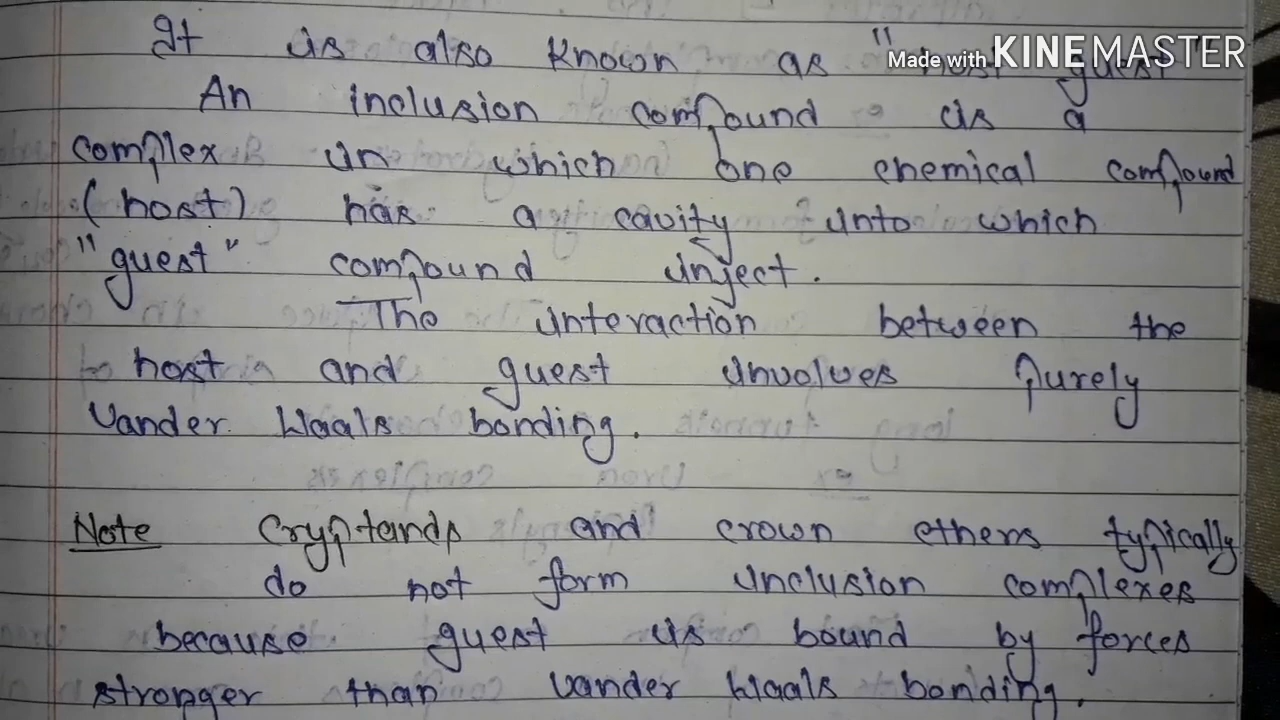 It is also known as "host guest"
Made with KINEMASTER
An inclusion compound is a
complex in which one chemical compound
(host) has a cavity into which
"guest" compound inject.
The interaction between the
host and guest involves purely
Vander Waals bonding.
Note Cryptands and crown ethers typically
do not form inclusion complexes
because guest is bound by forces
stronger than Vander Waals bonding.